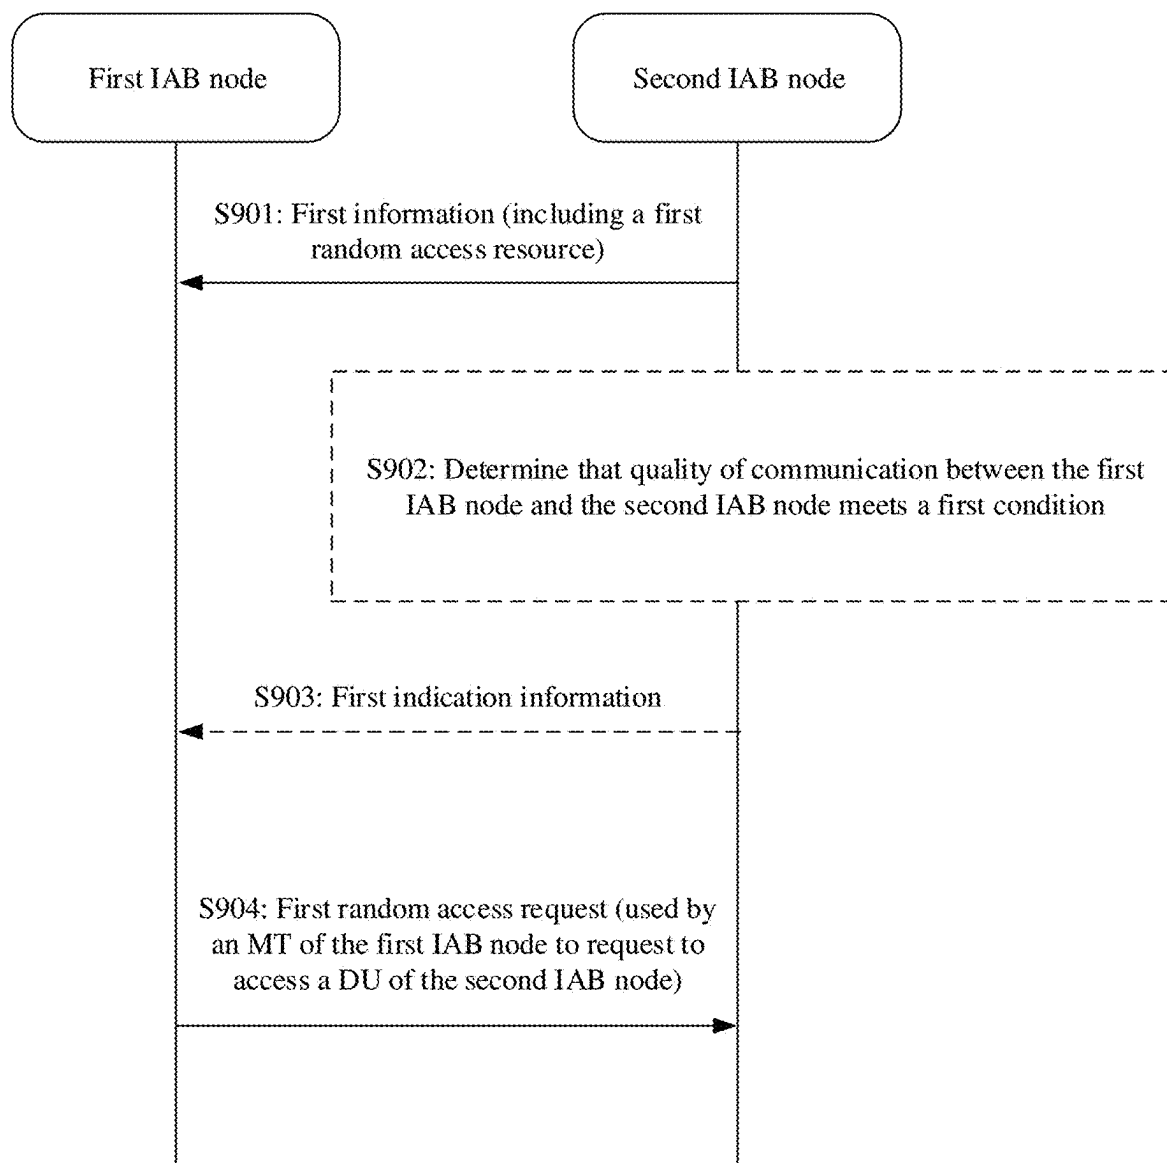 First IAB node
Second IAB node
S901: First information (including a first
random access resource)
S902: Determine that quality of communication between the first
IAB node and the second IAB node meets a first condition
S903: First indication information
S904: First random access request (used by
an MT of the first IAB node to request to
access a DU of the second IAB node)